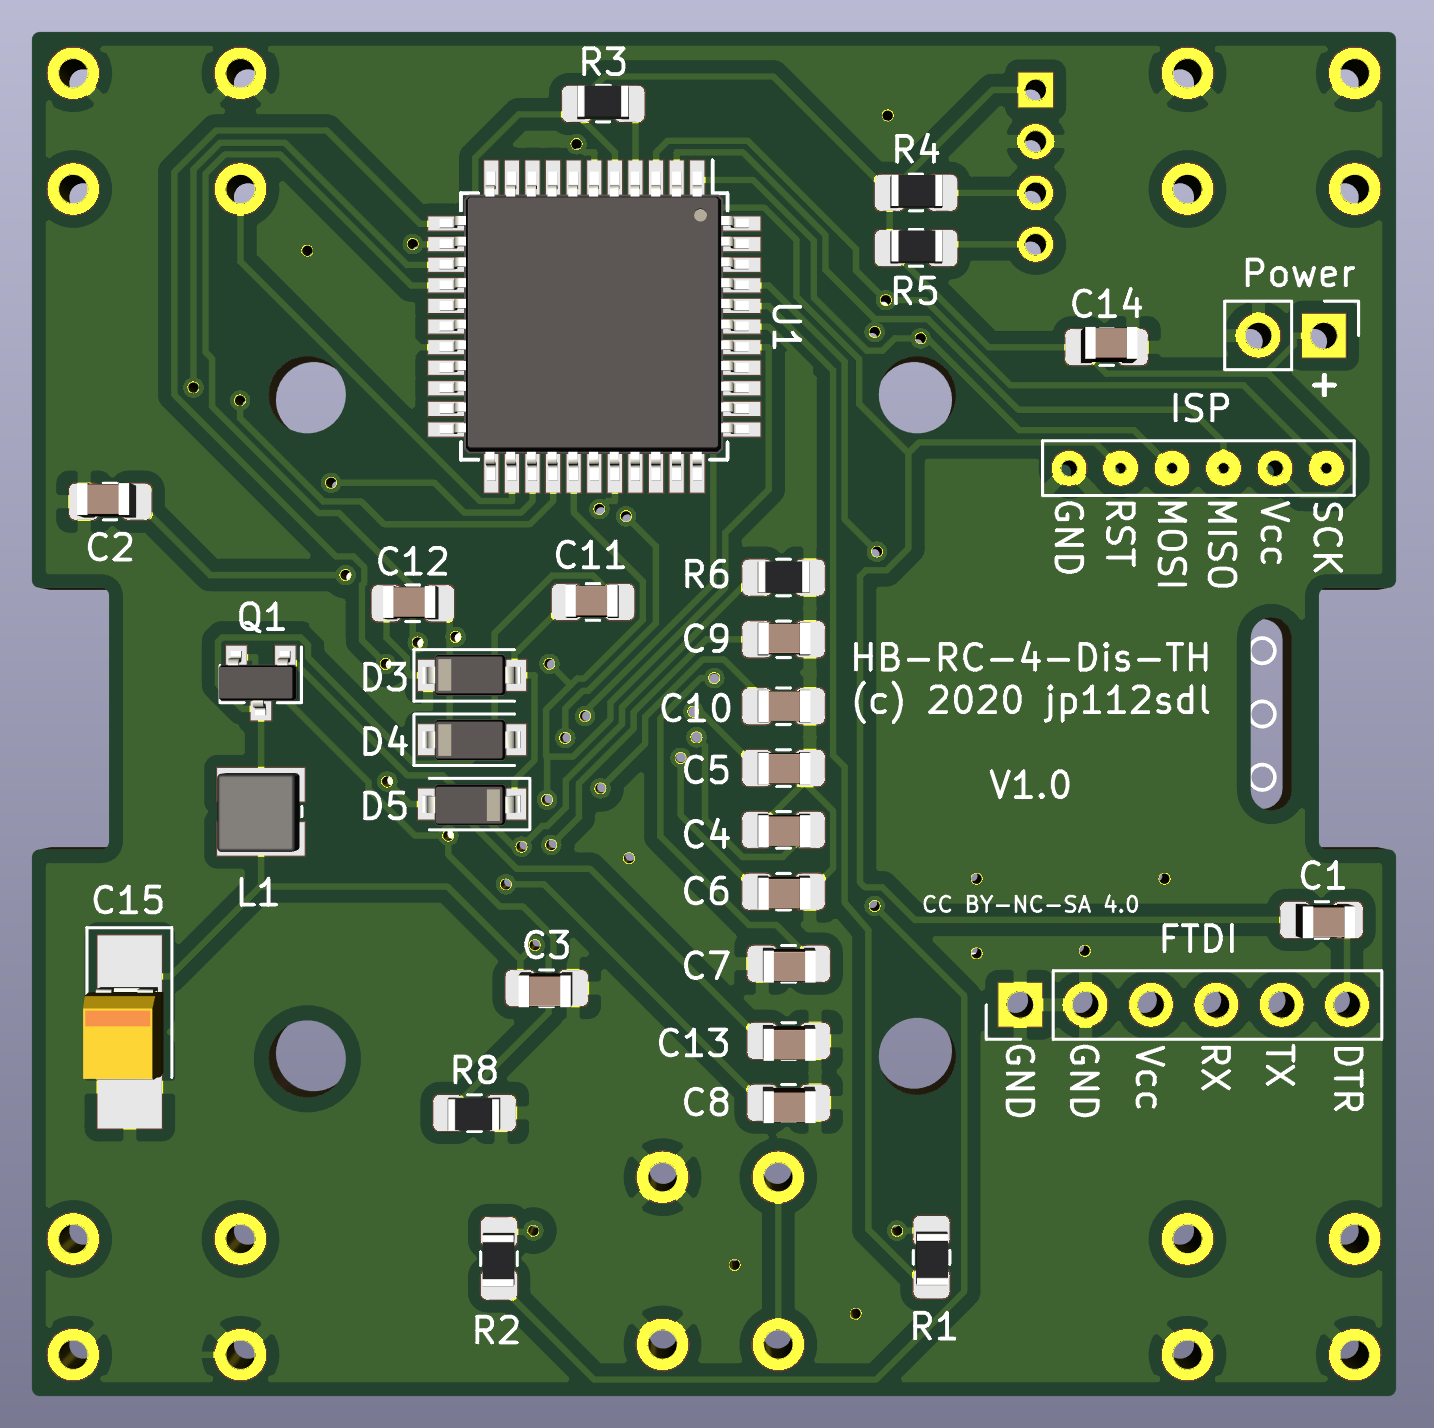 R3
R4
R5
U1
Power
+
C14
ISP
GND
RST
MOSI
MISO
Vcc
SCK
C2
C12
C11
R6
Q1
C9
D3
HB-RC-4-Dis-TH
(c) 2020 jp112sdl
C10
D4
C5
V1.0
D5
C4
L1
C6
C1
C15
CC BY-NC-SA 4.0
FTDI
C3
C7
C13
R8
C8
GND
GND
Vcc
RX
TX
DTR
R2
R1